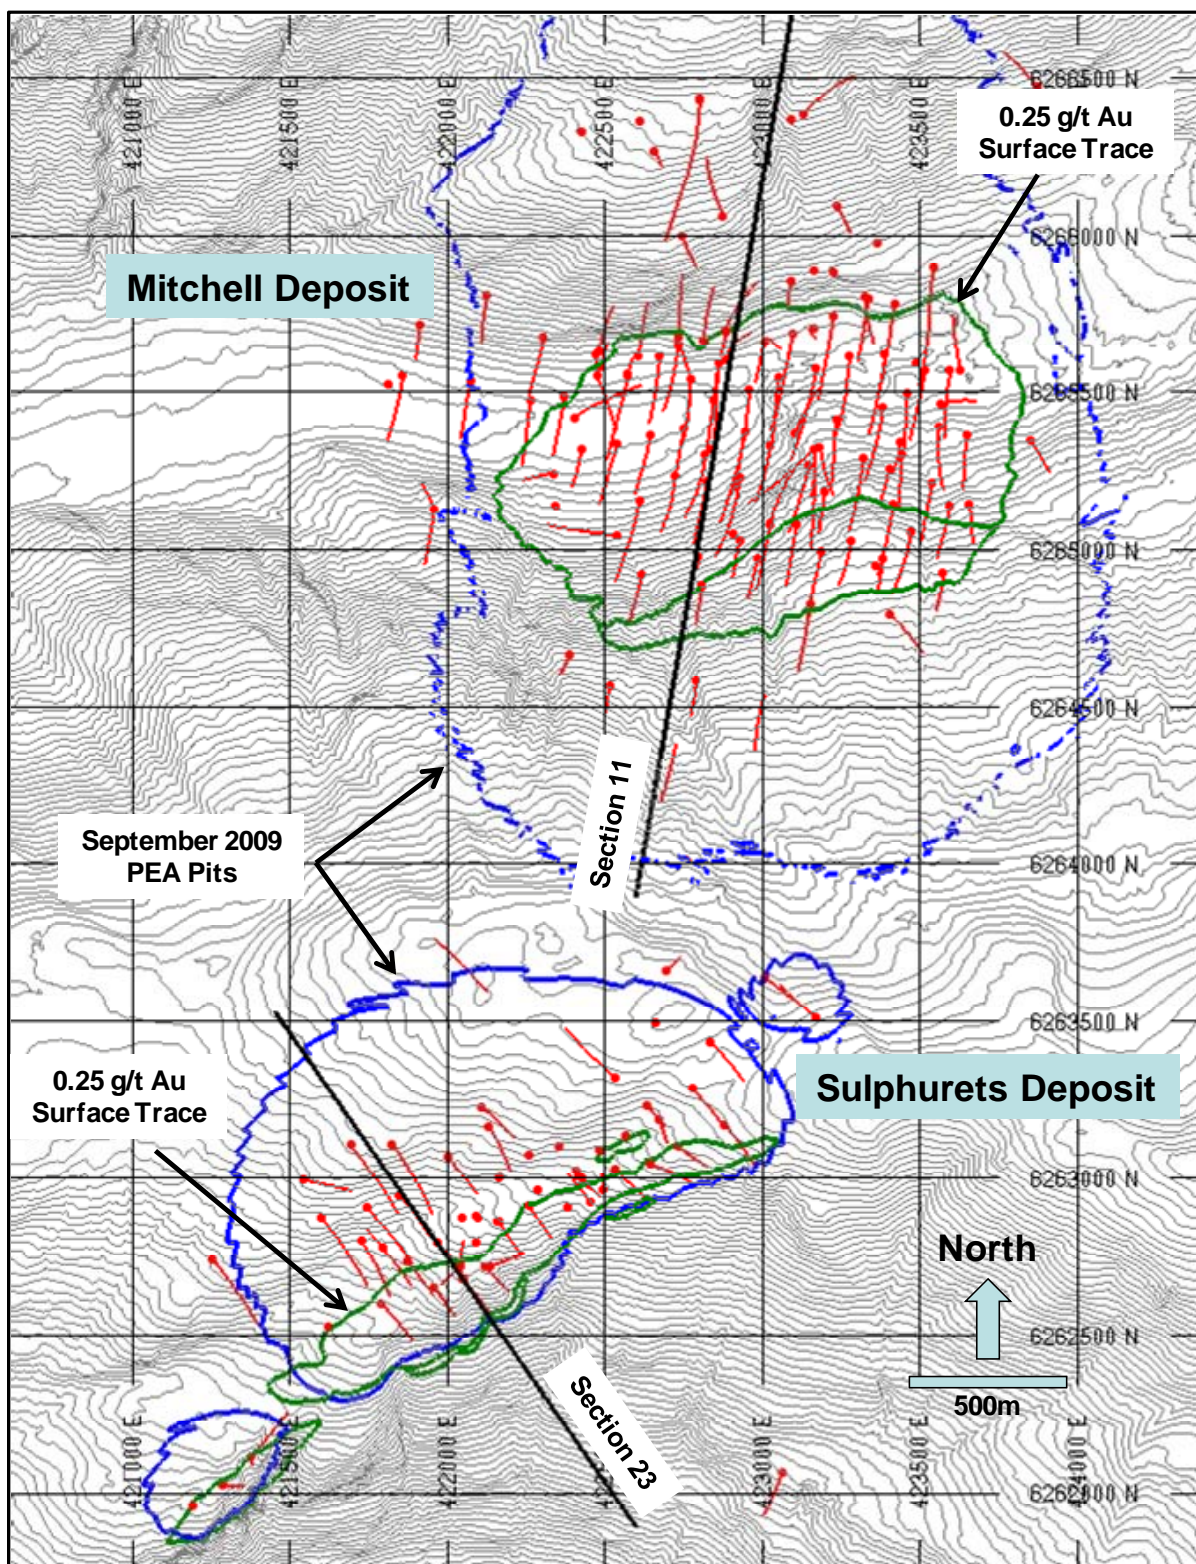 421000 E
421500 E
422000 E
422500 E
423000 E
423500 E
6266500 N
0.25 g/t Au
Surface Trace
6266000 N
Mitchell Deposit
6265500 N
6265000 N
6264500 N
Section 11
September 2009
PEA Pits
6264000 N
6263500 N
0.25 g/t Au
Surface Trace
Sulphurets Deposit
6263000 N
North
6262500 N
500m
Section 23
421000 E
421500
422000 E
423000 E
423500 E
424000 E
6262000 N